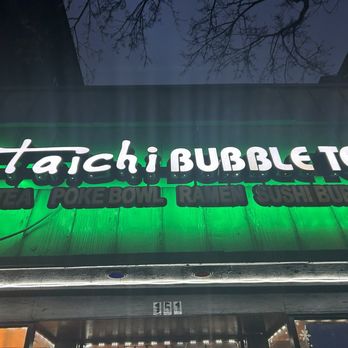 Taichi BUBBLE TE
TEA POKE BOWL RAMEN SUSHI BU
151